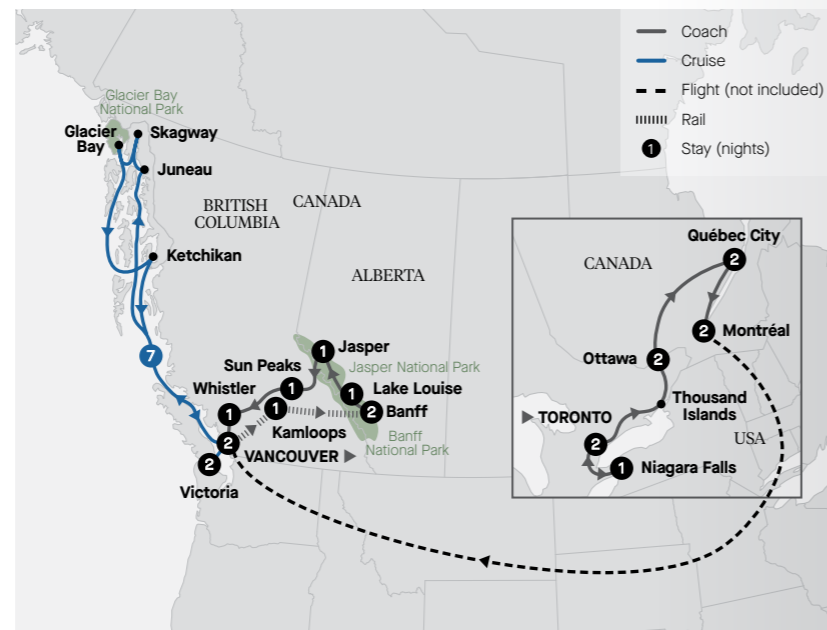 Coach
Cruise
Flight (not included)
Rail
1 Stay (nights)
Glacier Bay
National Park
Glacier
Bay
Skagway
Juneau
BRITISH
COLUMBIA
CANADA
Ketchikan
ALBERTA
7
1 Jasper
Jasper National Park
Sun Peaks
1
Whistler
1
1 Lake Louise
2 Banff
1
Kamloops
Banff
National Park
2
VANCOUVER
2
Victoria
Québec City
2
CANADA
2 Montréal
Ottawa
2
Thousand
Islands
TORONTO
2
USA
1 Niagara Falls